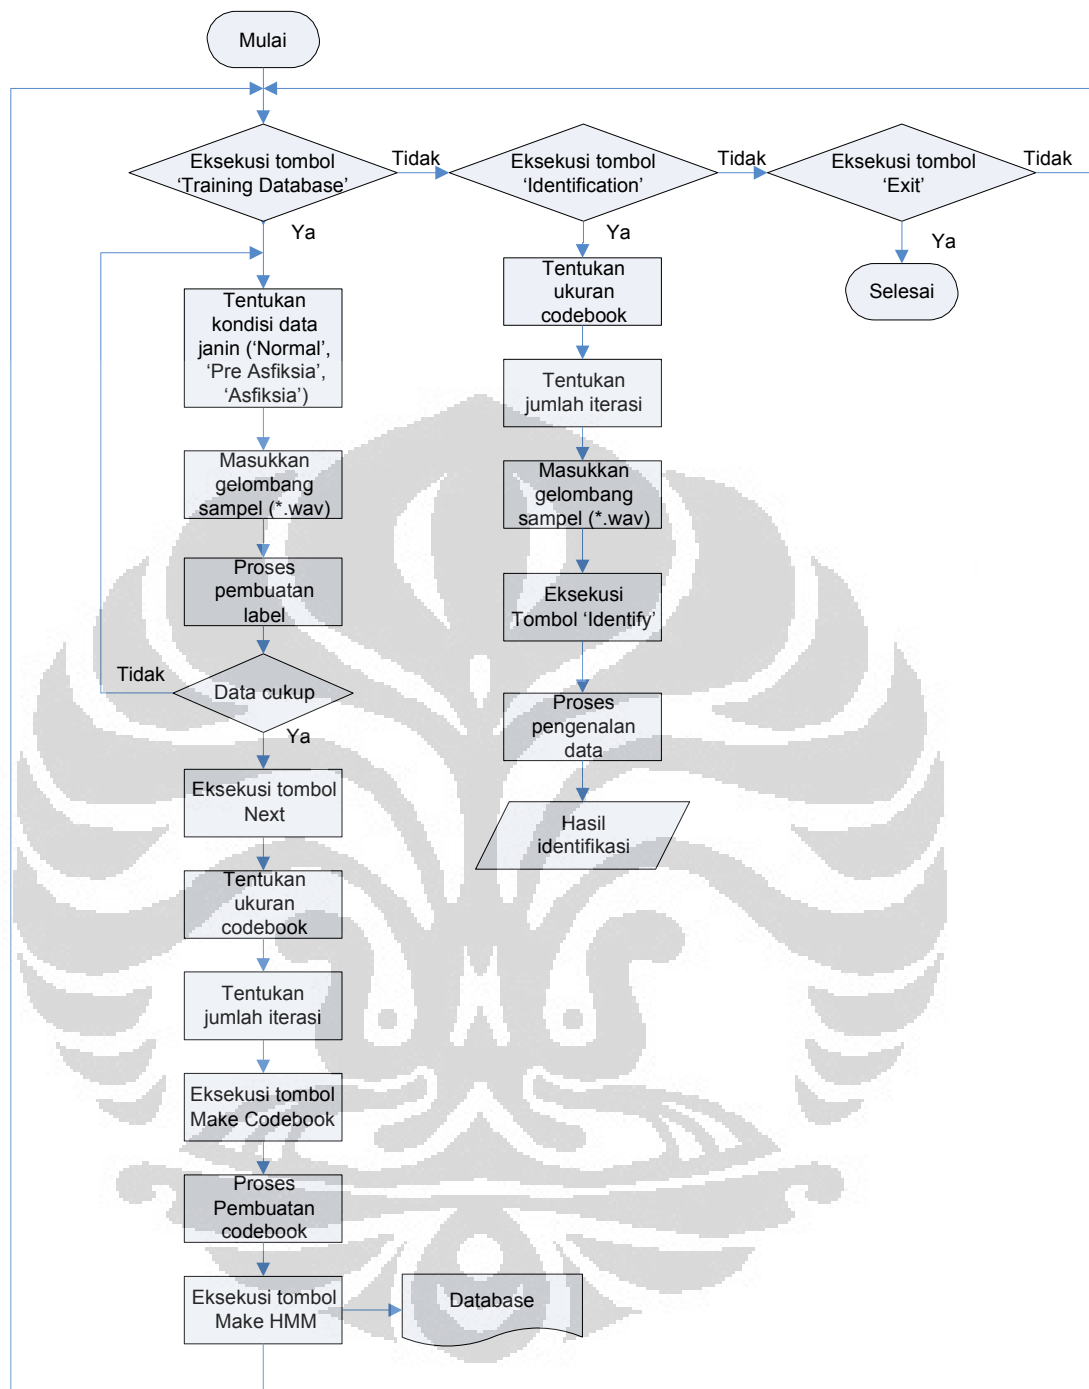 Mulai
Eksekusi tombol
‘Training Database’
Tidak
Eksekusi tombol
‘Identification’
Tidak
Eksekusi tombol
‘Exit’
Tidak
Ya
Ya
Ya
Tentukan
kondisi data
janin (‘Normal’,
‘Pre Asfiksia’,
‘Asfiksia’)
Masukkan
gelombang
sampel (*.wav)
Proses
pembuatan
label
Tidak
Data cukup
Ya
Eksekusi tombol
Next
Tentukan
ukuran
codebook
Tentukan
jumlah iterasi
Eksekusi tombol
Make Codebook
Proses
Pembuatan
codebook
Eksekusi tombol
Make HMM
Database
Tentukan
ukuran
codebook
Tentukan
jumlah iterasi
Masukkan
gelombang
sampel (*.wav)
Eksekusi
Tombol ‘Identify’
Proses
pengenalan
data
Hasil
identifikasi
Selesai